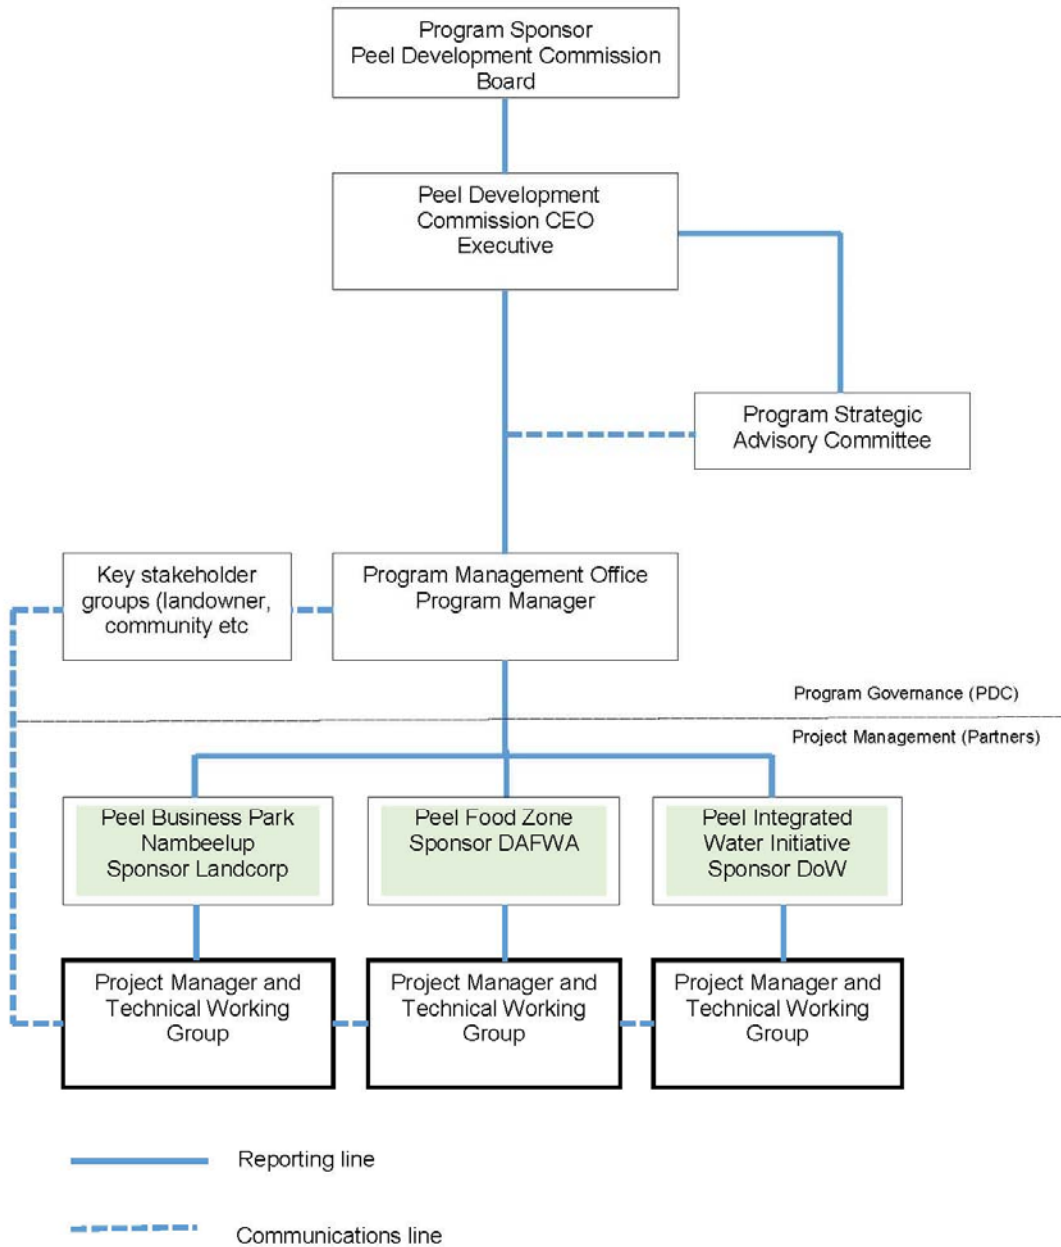 Program Sponsor
Peel Development Commission
Board
Peel Development
Commission CEO
Executive
Program Strategic
Advisory Committee
Key stakeholder
groups (landowner,
community etc
Program Management Office
Program Manager
Program Governance (PDC)
Project Management (Partners)
Peel Business Park
Nambeelup
Sponsor Landcorp
Peel Food Zone
Sponsor DAFWA
Peel Integrated
Water Initiative
Sponsor DoW
Project Manager and
Technical Working
Group
Project Manager and
Technical Working
Group
Project Manager and
Technical Working
Group
Reporting line
Communications line